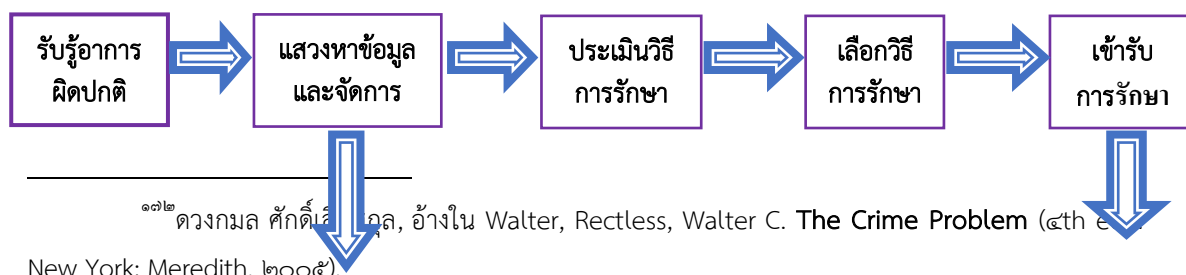 รับรู้อาการ
ผิดปกติ
แสวงหาข้อมูล
และจัดการ
ประเมินวิธี
การรักษา
เลือกวิธี
การรักษา
เข้ารับ
การรักษา
๑๗๒ดวงกมล อ้างใน Walter, Rectless, Walter C. The Crime Problem (๔th
New York: Meredith, ๒๐๐๕).